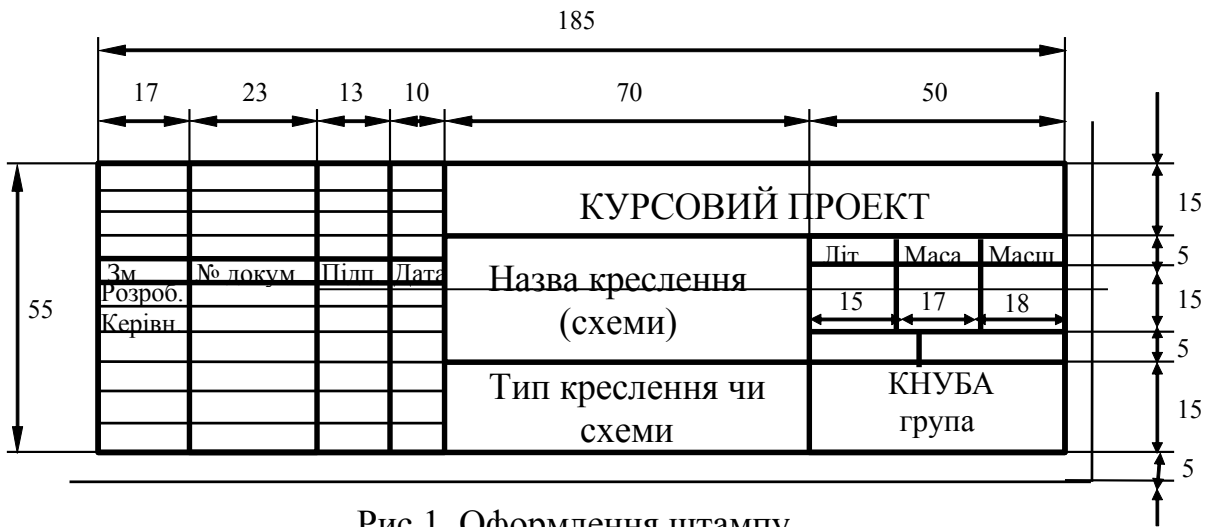 185
17 23 13 10 70 50
КУРСОВИЙ ПРОЕКТ
15
Літ Маса Масш
5
Зм № докум Підп Дата
Назва креслення
(схеми)
Розроб.
15 17 18
15
55
Керівн
5
Тип креслення чи
схеми
КНУБА
група
15
5
Рис.1. Оформлення штампу